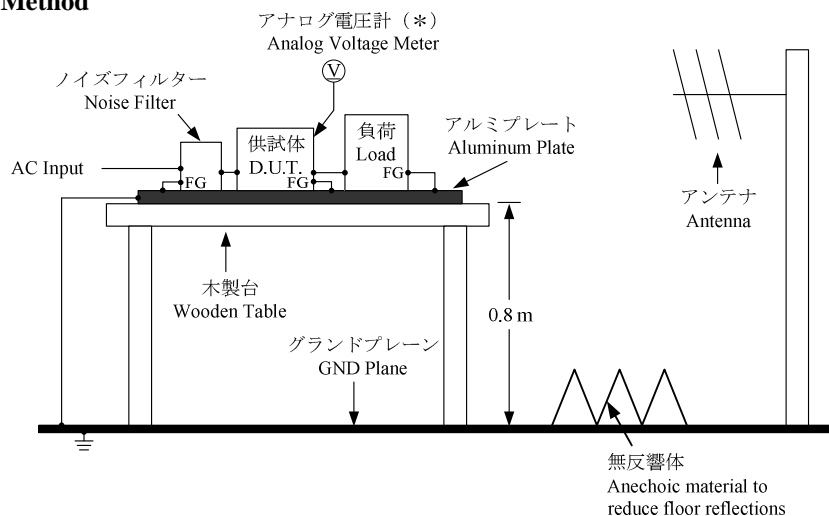 Method
アナログ電圧計（＊）
Analog Voltage Meter
V
ノイズフィルター
Noise Filter
供試体
D.U.T.
負荷
Load
アルミプレート
Aluminum Plate
AC Input
FG
FG
FG
アンテナ
Antenna
木製台
Wooden Table
0.8 m
グランドプレーン
GND Plane
無反響体
Anechoic material to
reduce floor reflections